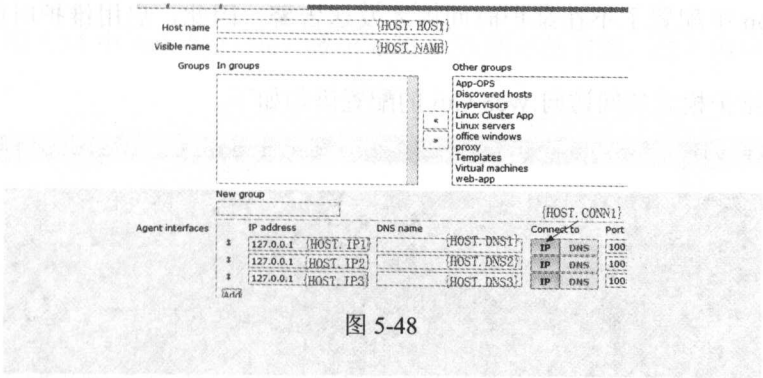 Host name {HOST.HOST}
Visible name {HOST.NAME}
Groups In groups Other groups
App-OPS
Discovered hosts
Hypervisors
Linux Cluster App
Linux servers
office windows
proxy
Templates
Virtual machines
web-app
«
»
New group
{HOST.CONN1}
Agent interfaces IP address DNS name Connect to Port
127.0.0.1 {HOST.IP1} {HOST.DNS1} IP DNS 100
127.0.0.1 {HOST.IP2} {HOST.DNS2} IP DNS 100
127.0.0.1 {HOST.IP3} {HOST.DNS3} IP DNS 100
Add
图 5-48